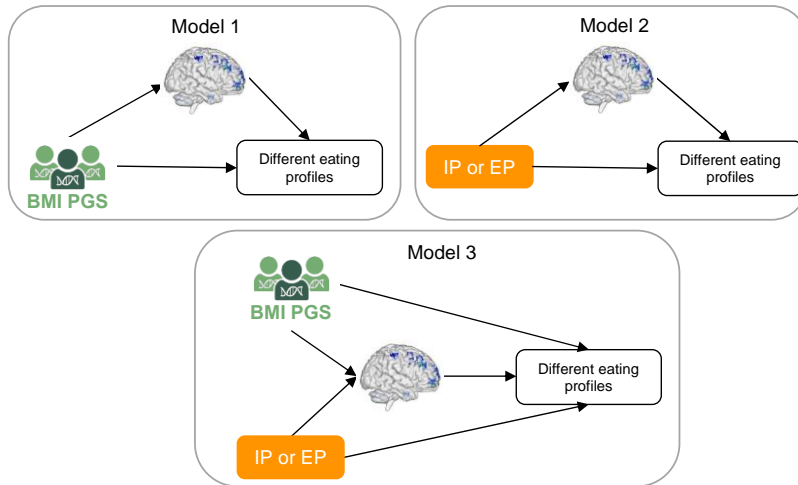 Model 1
Different eating
profiles
BMI PGS
Model 2
IP or EP
Different eating
profiles
Model 3
BMI PGS
Different eating
profiles
IP or EP